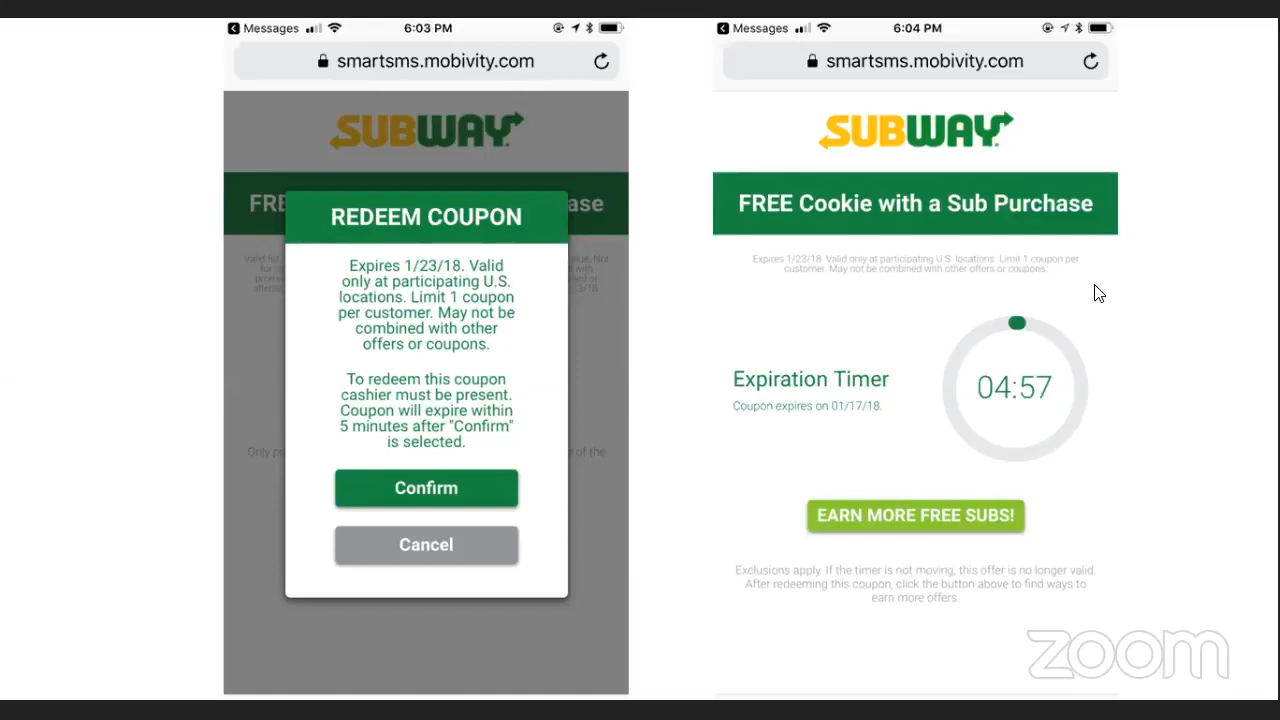 Messages
6:03 PM
smartsms.mobivity.com
SUBWAY
FRE
ase
REDEEM COUPON
Expires 1/23/18. Valid
only at participating U.S.
locations. Limit 1 coupon
per customer. May not be
combined with other
offers or coupons.
To redeem this coupon
cashier must be present.
Coupon will expire within
5 minutes after "Confirm"
is selected.
Confirm
Cancel
Only
of the
Messages
6:04 PM
smartsms.mobivity.com
SUBWAY
FREE Cookie with a Sub Purchase
Expires 1/23/18. Valid only at participating U.S. locations. Limit 1 coupon per
customer. May not be combined with other offers or coupons.
Expiration Timer
Coupon expires on 01/17/18.
04:57
EARN MORE FREE SUBS!
Exclusions apply. If the timer is not moving, this offer is no longer valid.
After redeeming this coupon, click the button above to find ways to
earn more offers.
zoom